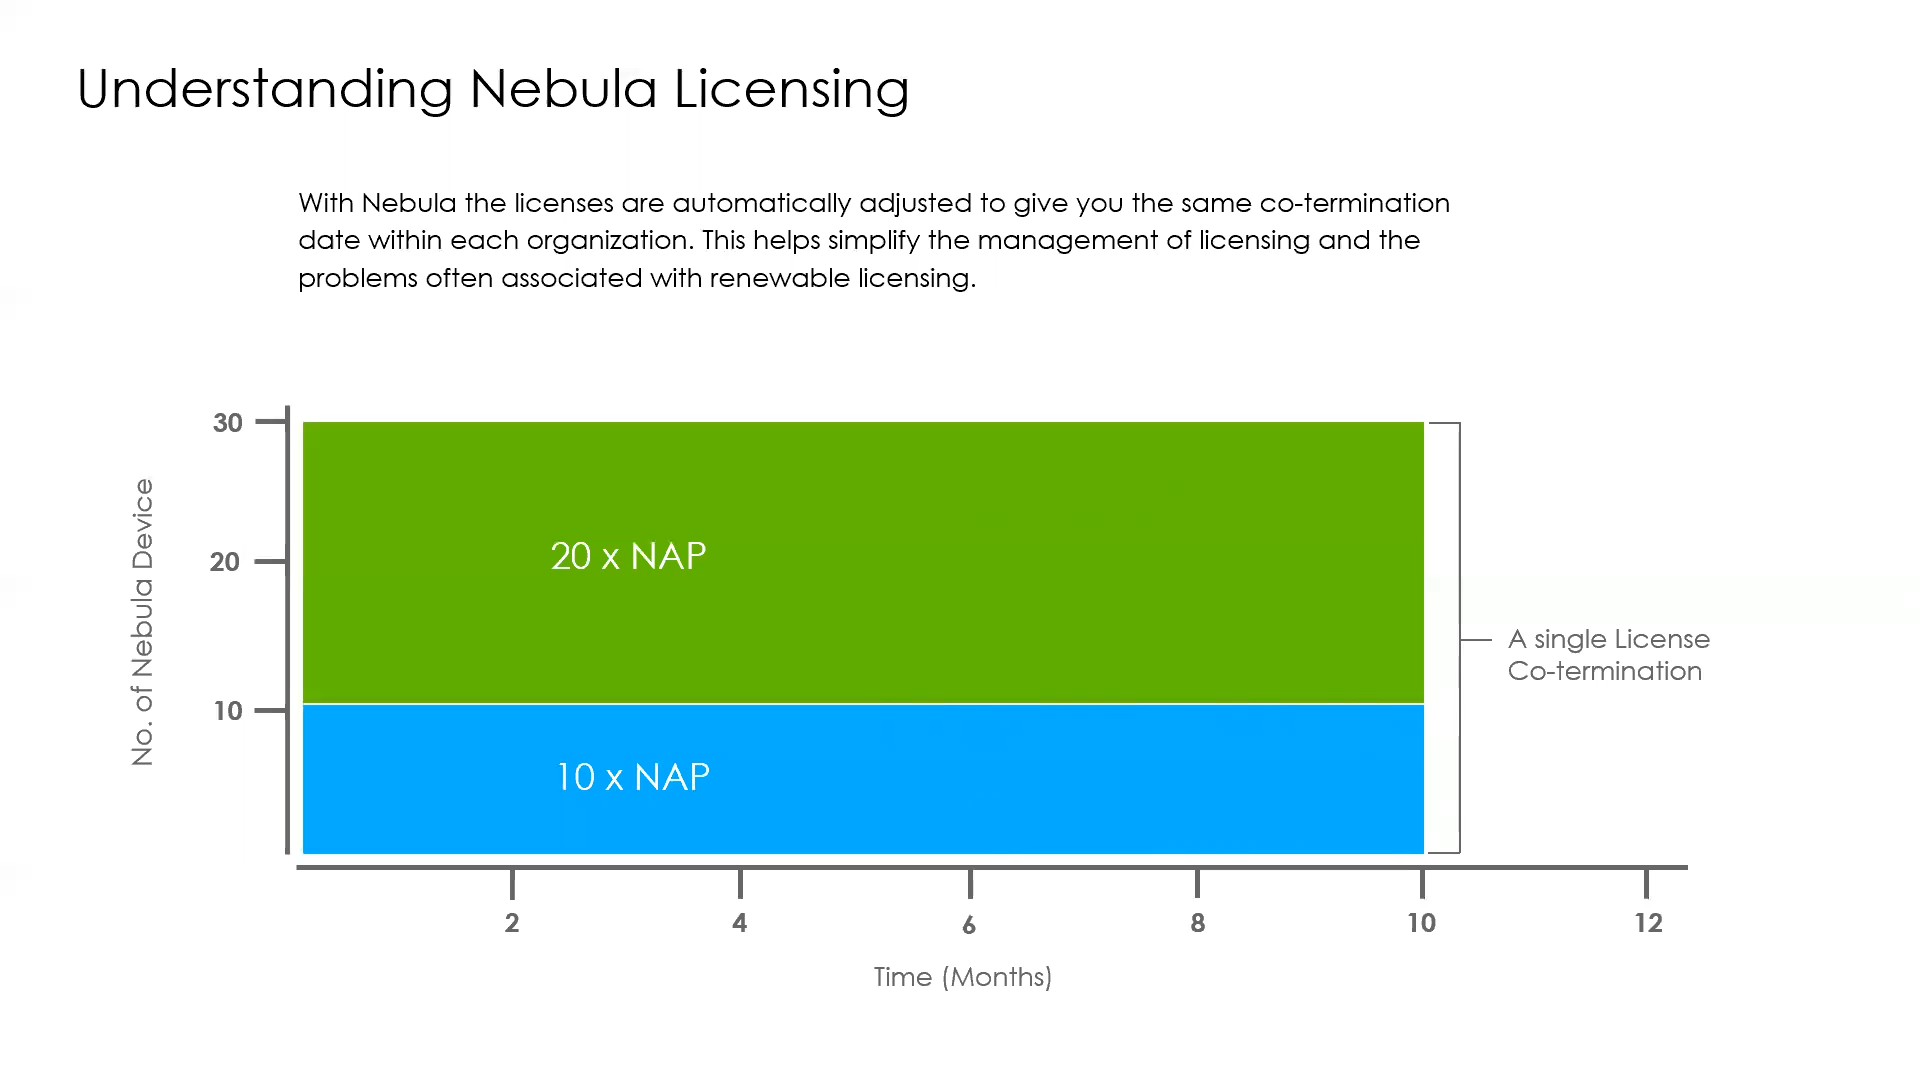 Understanding Nebula Licensing
With Nebula the licenses are automatically adjusted to give you the same co-termination
date within each organization. This helps simplify the management of licensing and the
problems often associated with renewable licensing.
30
20
10
No. of Nebula Device
20 x NAP
10 x NAP
A single License
Co-termination
2
4
6
8
10
12
Time (Months)